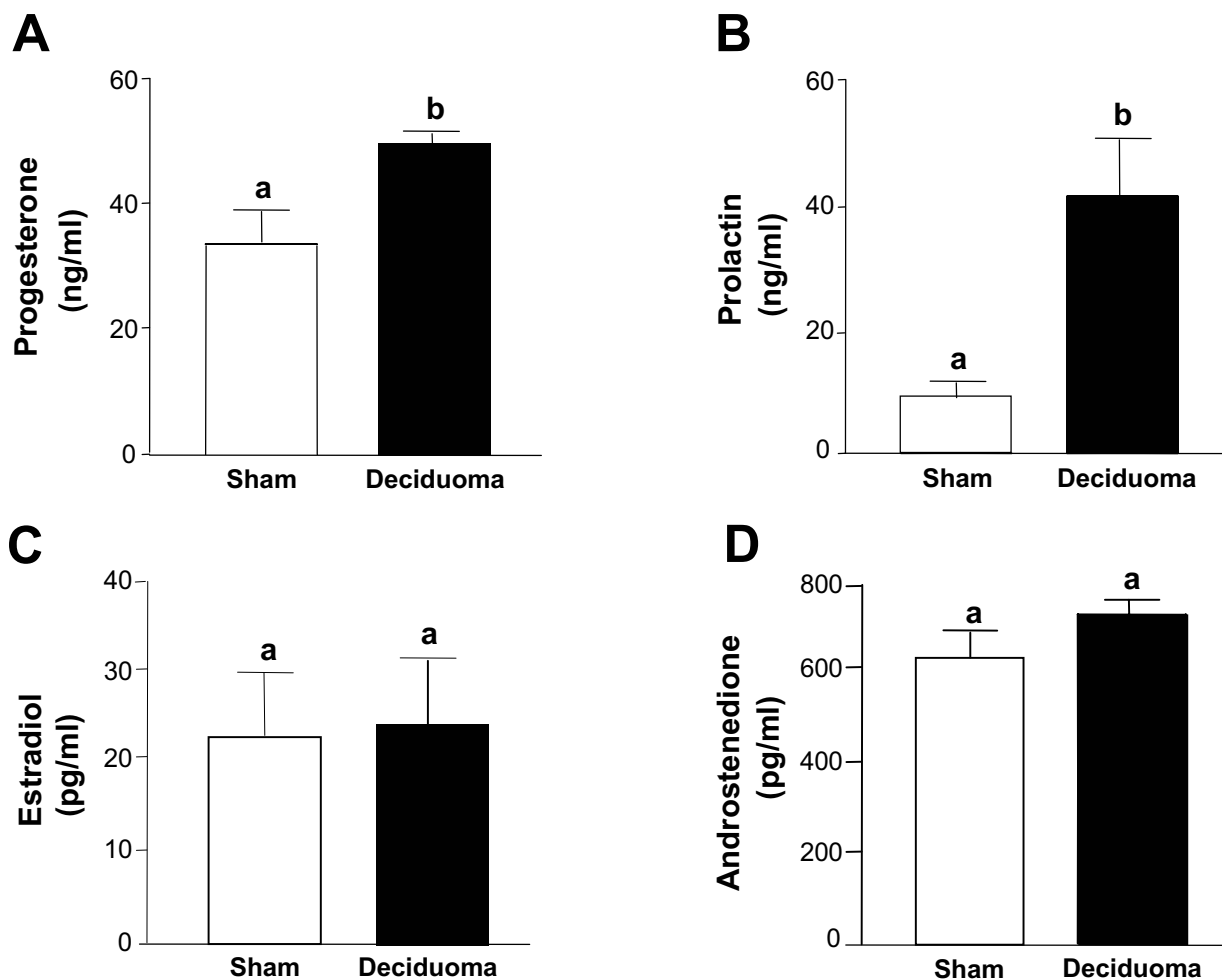 A
Progesterone
(ng/ml)
60
40
20
0
a
b
Sham
Deciduoma
B
Prolactin
(ng/ml)
60
40
20
0
a
b
Sham
Deciduoma
C
Estradiol
(pg/ml)
40
30
20
10
0
a
a
Sham
Deciduoma
D
Androstenedione
(pg/ml)
800
600
400
200
0
a
a
Sham
Deciduoma